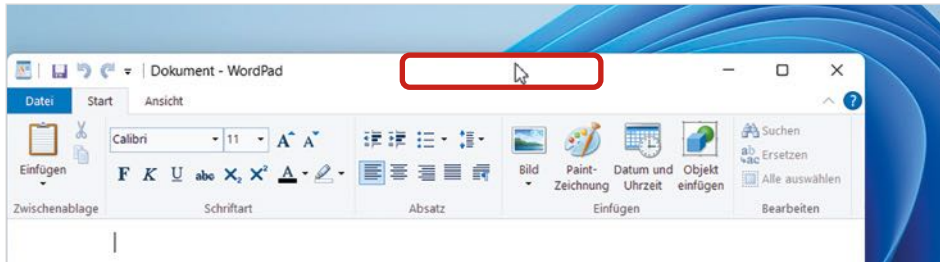 Dokument - WordPad
Datei Start Ansicht
Calibri 11 A A Suchen
Ersetzen
Einfügen F K U abc X₂ X² A Bild Paint-Zeichnung Datum und Uhrzeit Objekt einfügen Alle auswählen
Zwischenablage Schriftart Absatz Einfügen Bearbeiten